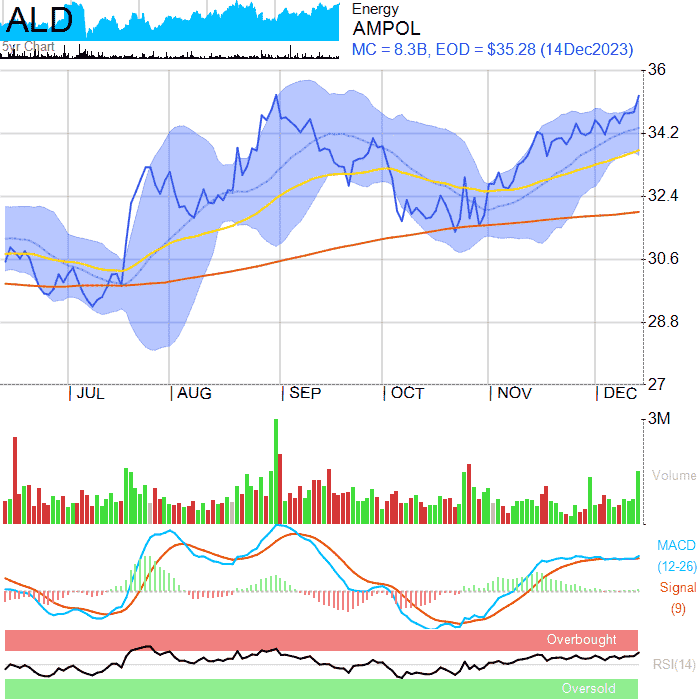 ALD
5yr Chart
Energy
AMPOL
MC = 8.3B, EOD = $35.28 (14Dec2023)
36
34.2
32.4
30.6
28.8
27
JUL AUG SEP OCT NOV DEC
3M
Volume
MACD
(12-26)
Signal
(9)
Overbought
RSI(14)
Oversold